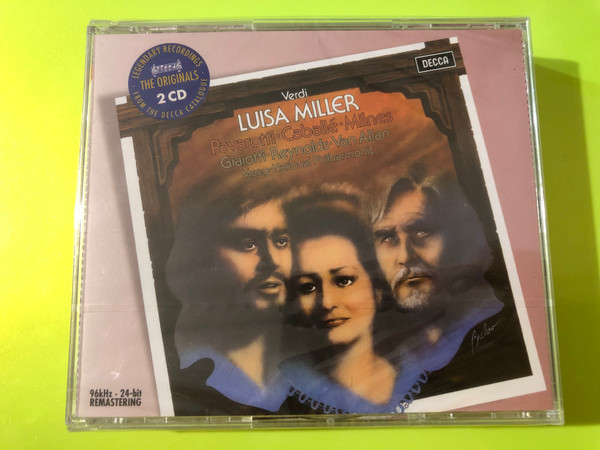 LEGENDARY RECORDINGS
THE ORIGINALS
2 CD
FROM THE DECCA CATALOGUE
DECCA
Verdi
LUISA MILLER
Pavarotti·Caballé·Milnes
Giaiotti·Reynolds·Van Allan
96kHz·24-bit
REMASTERING